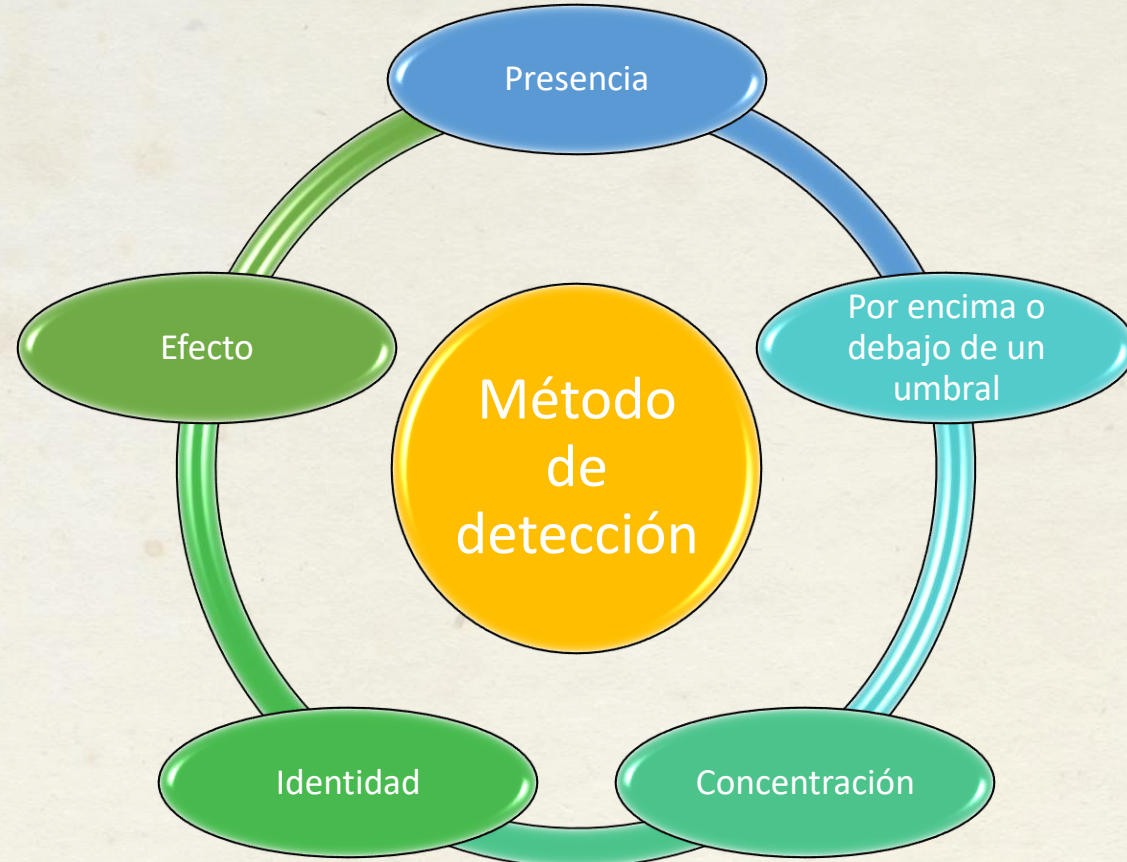 Presencia
Efecto
Por encima o
debajo de un
umbral
Método
de
detección
Identidad
Concentración